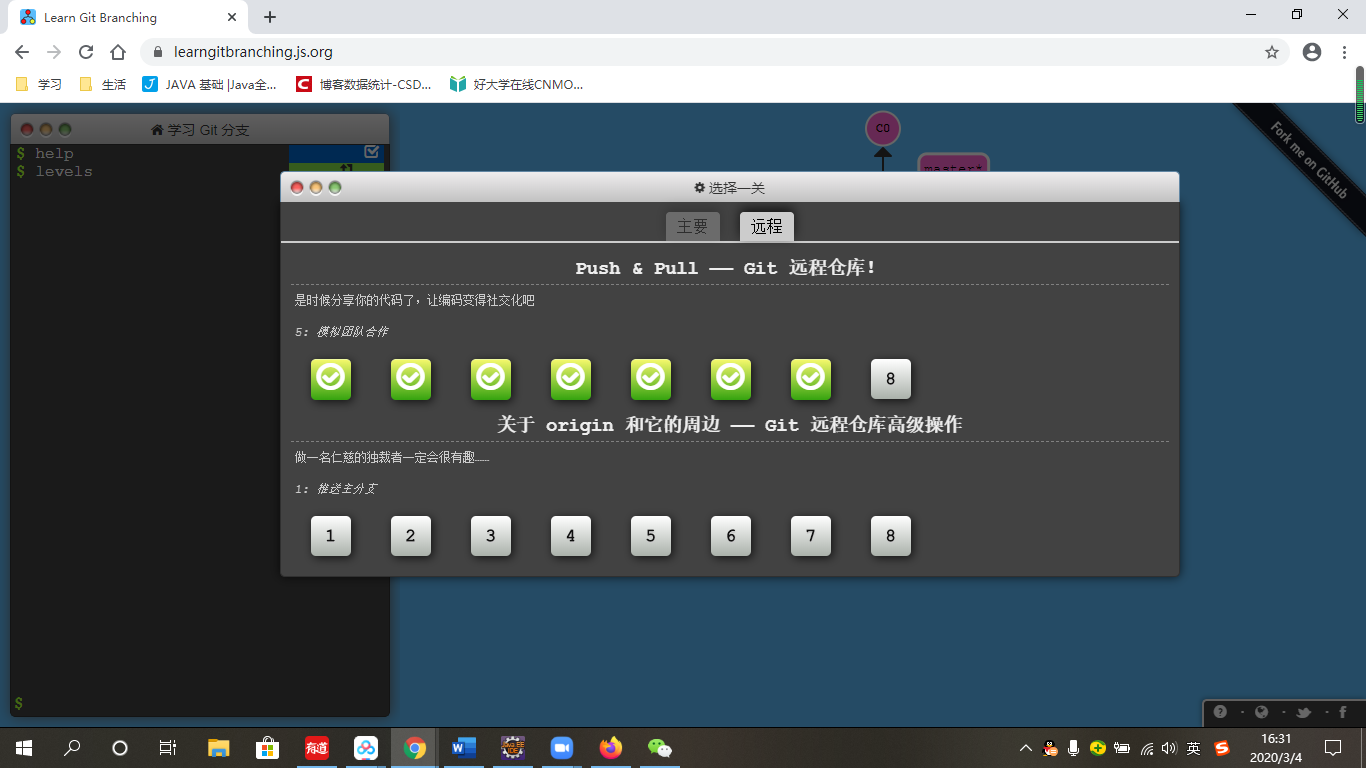 Learn Git Branching
learngitbranching.js.org
学习 生活 JAVA 基础 |Java全... 博客数据统计-CSD... 好大学在线CNMO...
学习 Git 分支
$ help
$ levels
C0
master*
Fork me on GitHub
选择一关
主要 远程
Push & Pull —— Git 远程仓库!
是时候分享你的代码了，让编码变得社交化吧
5: 模拟团队合作
8
关于 origin 和它的周边 —— Git 远程仓库高级操作
做一名仁慈的独裁者一定会很有趣……
1: 推送主分支
1 2 3 4 5 6 7 8
$
有道
英
16:31
2020/3/4